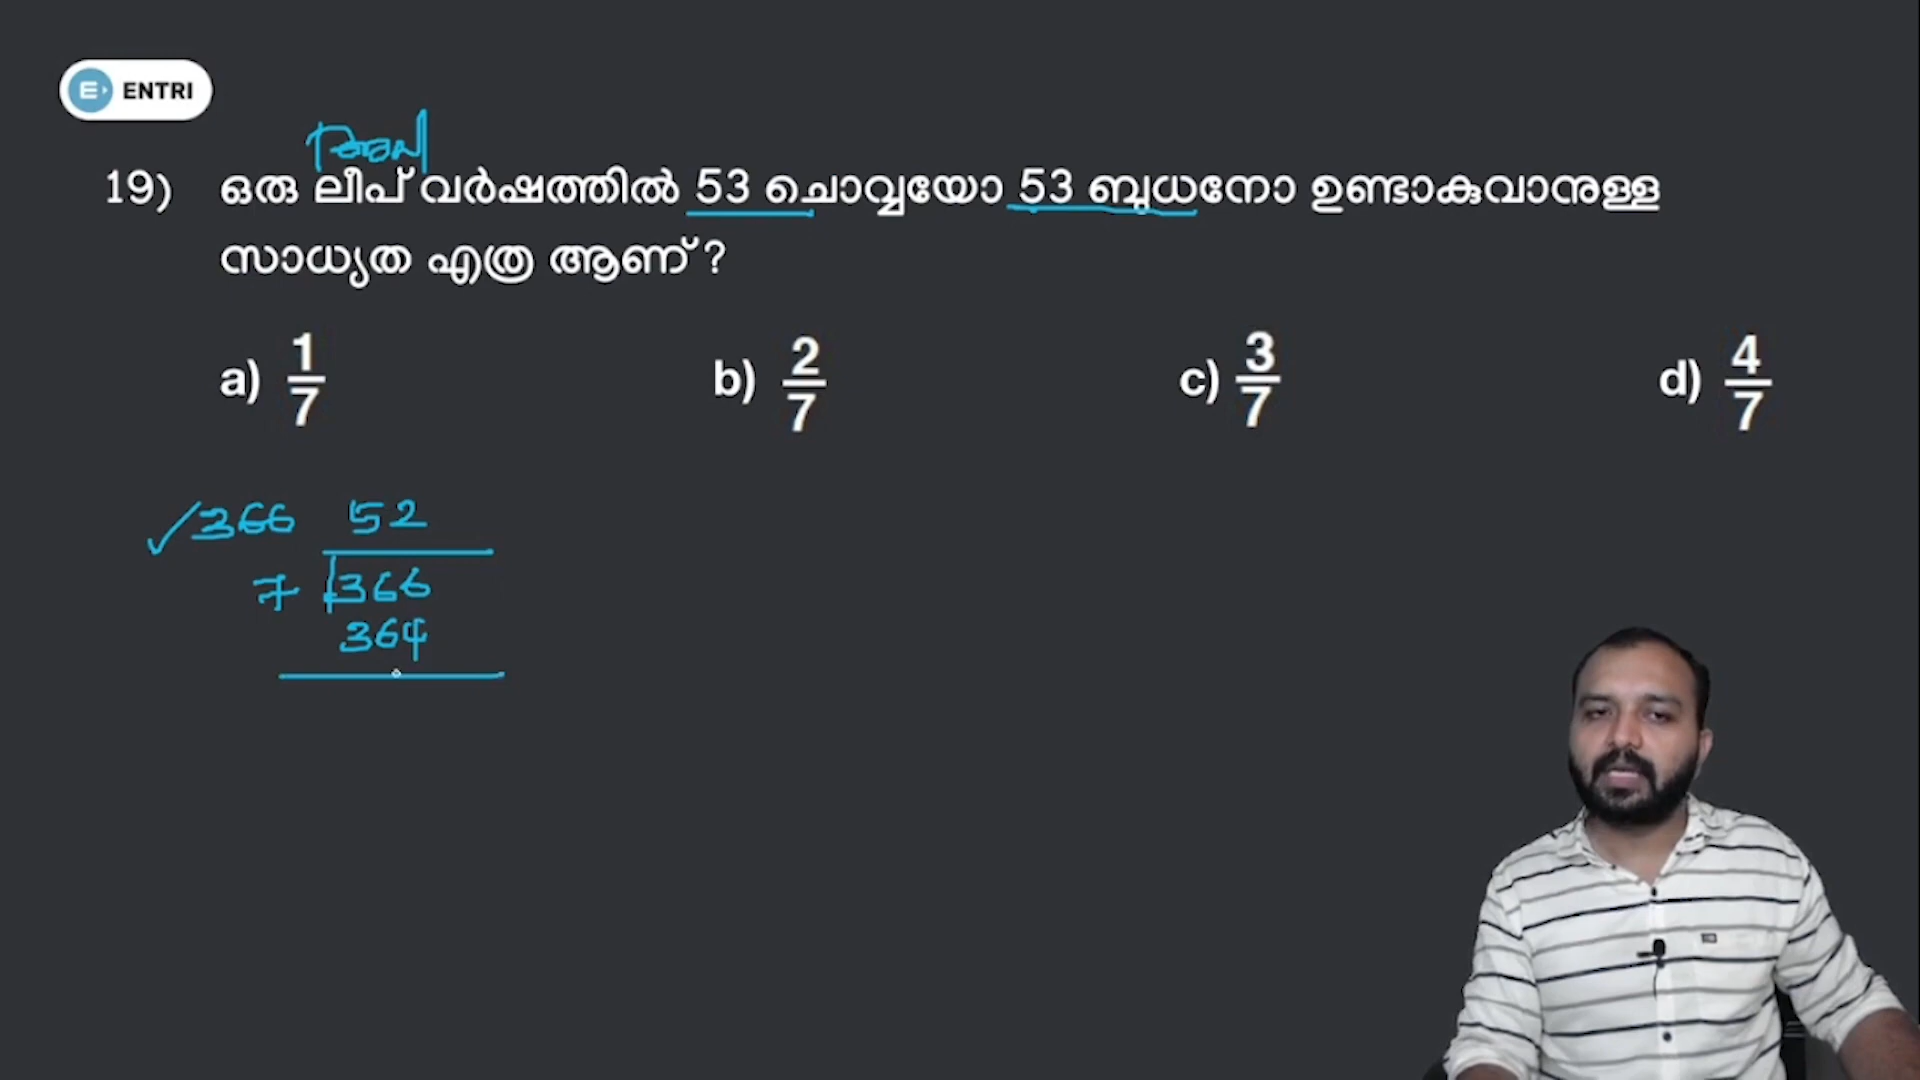 ENTRI
19) ഒരു ലീപ് വർഷത്തിൽ 53 ചൊവ്വയോ 53 ബുധനോ ഉണ്ടാകുവാനുള്ള
സാധ്യത എത്ര ആണ് ?
a) 1/7 b) 2/7 c) 3/7 d) 4/7
✓366 52
7 366
364